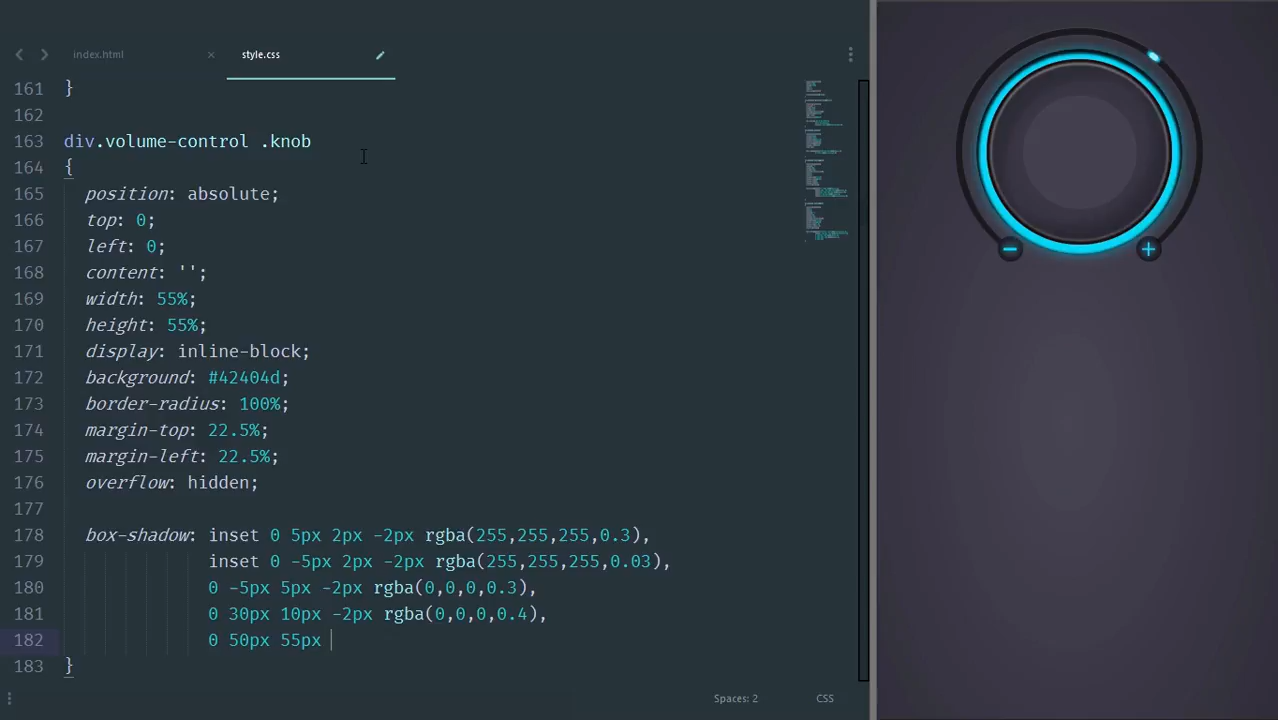 index.html × style.css
161 }
162
163 div.volume-control .knob
164 {
165 position: absolute;
166 top: 0;
167 left: 0;
168 content: '';
169 width: 55%;
170 height: 55%;
171 display: inline-block;
172 background: #42404d;
173 border-radius: 100%;
174 margin-top: 22.5%;
175 margin-left: 22.5%;
176 overflow: hidden;
177
178 box-shadow: inset 0 5px 2px -2px rgba(255,255,255,0.3),
179 inset 0 -5px 2px -2px rgba(255,255,255,0.03),
180 0 -5px 5px -2px rgba(0,0,0,0.3),
181 0 30px 10px -2px rgba(0,0,0,0.4),
182 0 50px 55px
183 }
Spaces: 2 CSS
− +